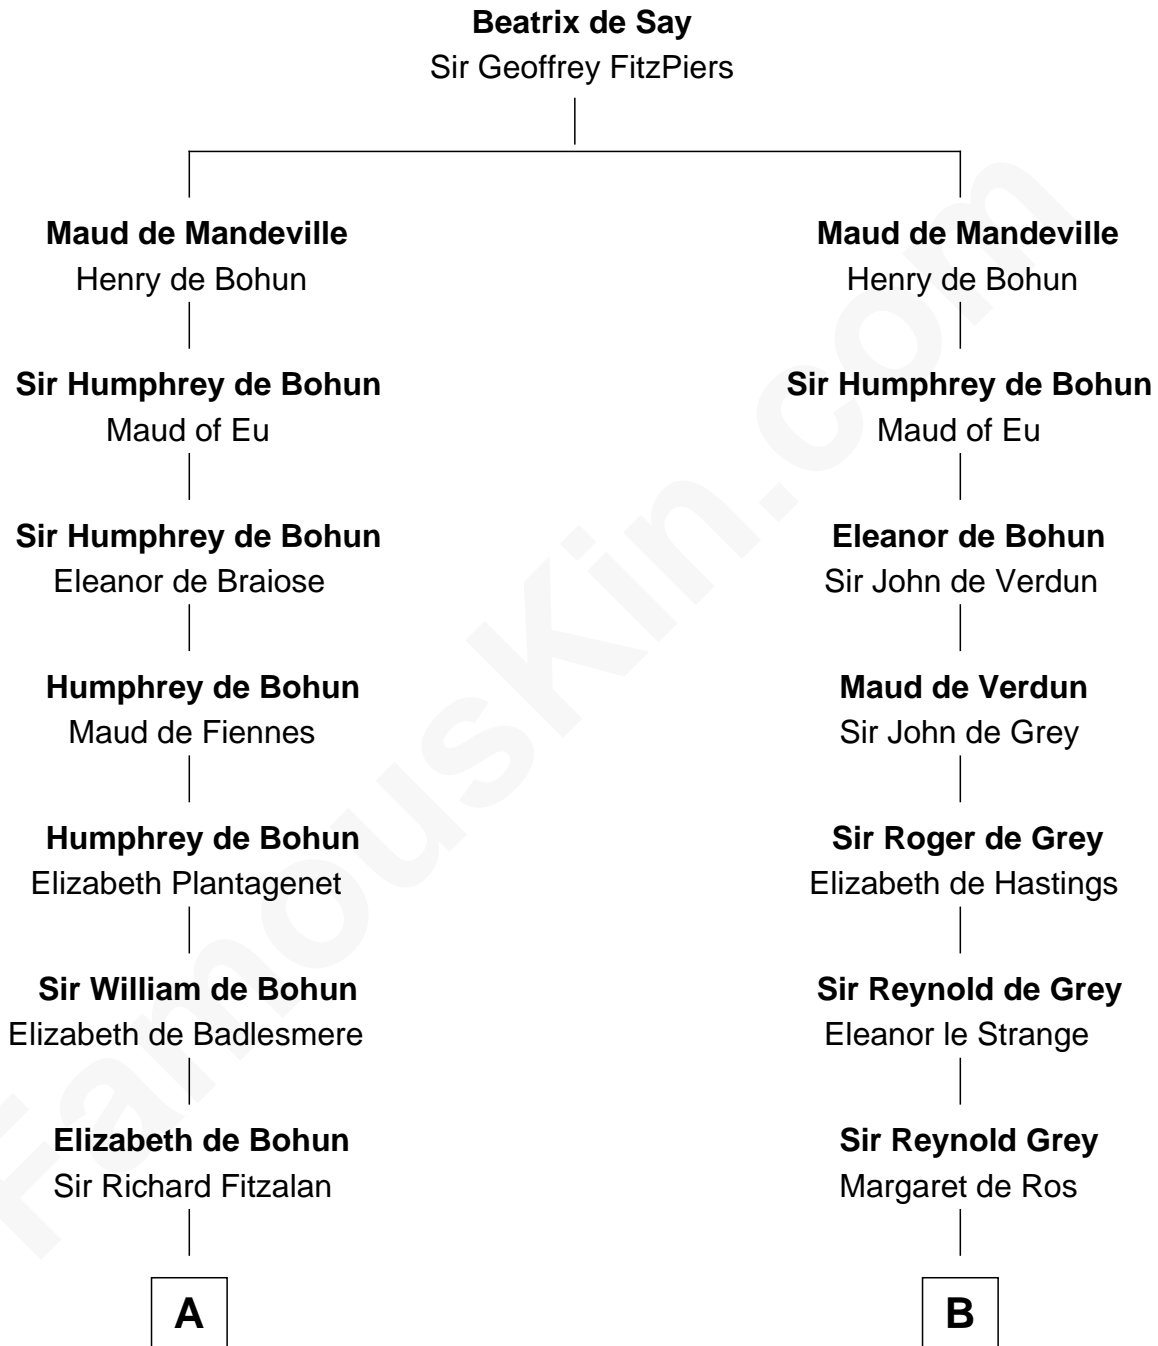 Beatrix de Say
Sir Geoffrey FitzPiers
Maud de Mandeville
Henry de Bohun
Sir Humphrey de Bohun
Maud of Eu
Sir Humphrey de Bohun
Eleanor de Braiose
Humphrey de Bohun
Maud de Fiennes
Humphrey de Bohun
Elizabeth Plantagenet
Sir William de Bohun
Elizabeth de Badlesmere
Elizabeth de Bohun
Sir Richard Fitzalan
A
Maud de Mandeville
Henry de Bohun
Sir Humphrey de Bohun
Maud of Eu
Eleanor de Bohun
Sir John de Verdun
Maud de Verdun
Sir John de Grey
Sir Roger de Grey
Elizabeth de Hastings
Sir Reynold de Grey
Eleanor le Strange
Sir Reynold Grey
Margaret de Ros
B
FamousKin.com